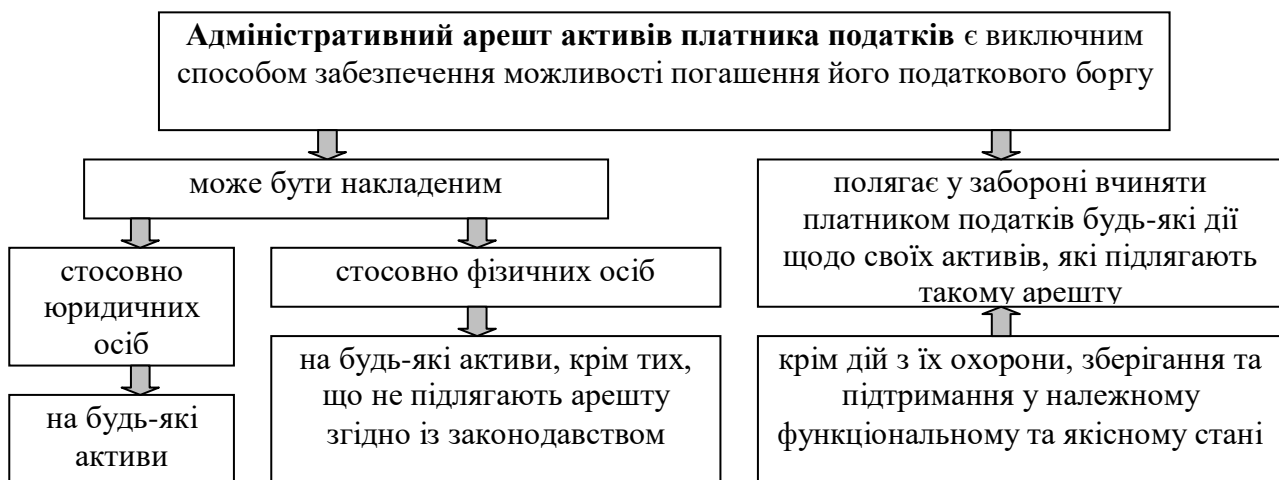 Адміністративний арешт активів платника податків є виключним
способом забезпечення можливості погашення його податкового боргу
може бути накладеним
стосовно
юридичних
осіб
на будь-які
активи
стосовно фізичних осіб
на будь-які активи, крім тих,
що не підлягають арешту
згідно із законодавством
полягає у забороні вчиняти
платником податків будь-які дії
щодо своїх активів, які підлягають
такому арешту
крім дій з їх охорони, зберігання та
підтримання у належному
функціональному та якісному стані